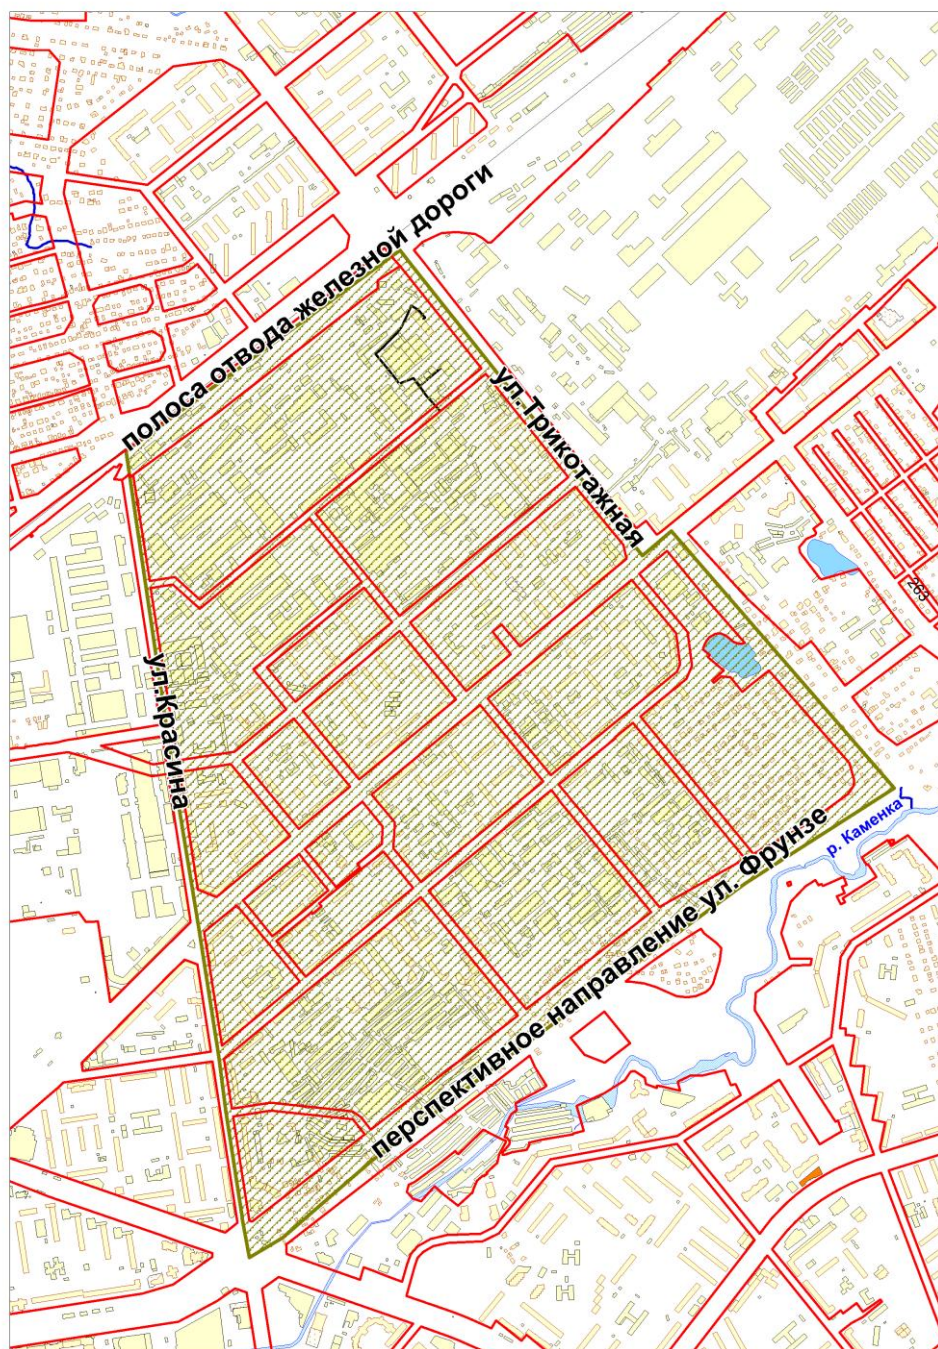 полоса отвода железной дороги
ул.Трикотажная
263
ул.Красина
р. Каменка
перспективное направление ул. Фрунзе